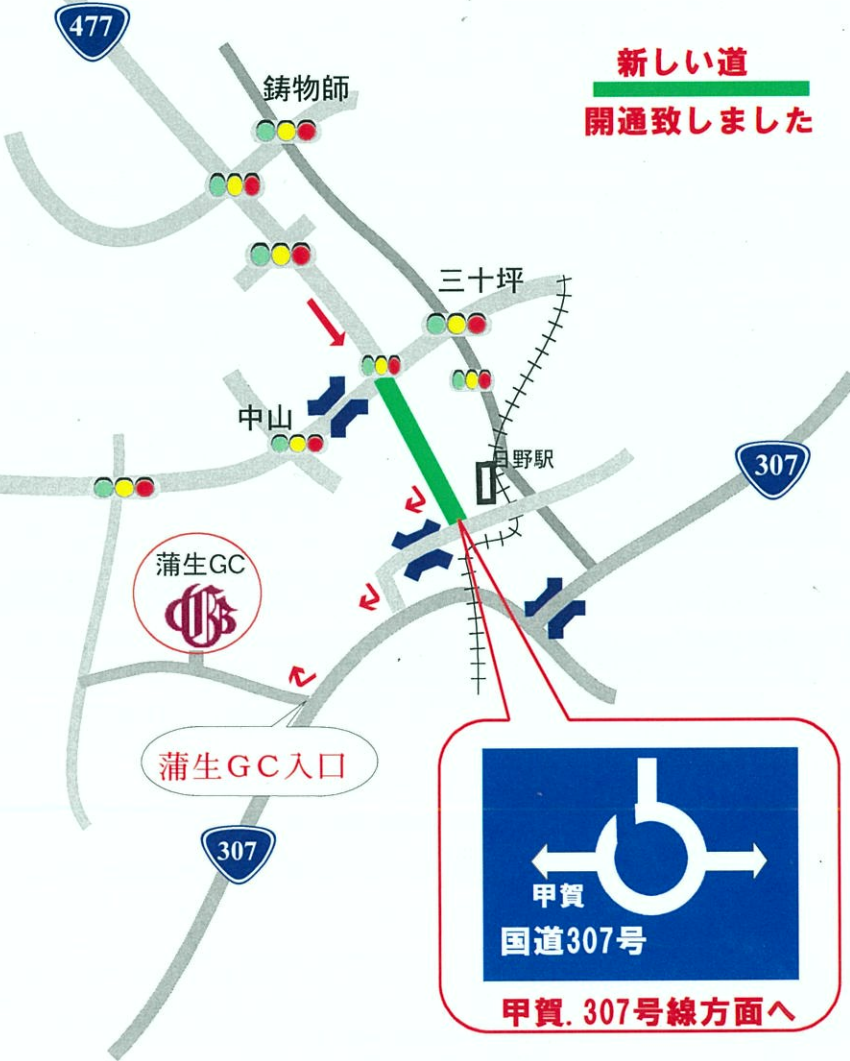 477
新しい道
開通致しました
鋳物師
三十坪
中山
日野駅
307
蒲生GC
蒲生GC入口
307
甲賀
国道307号
甲賀.307号線方面へ